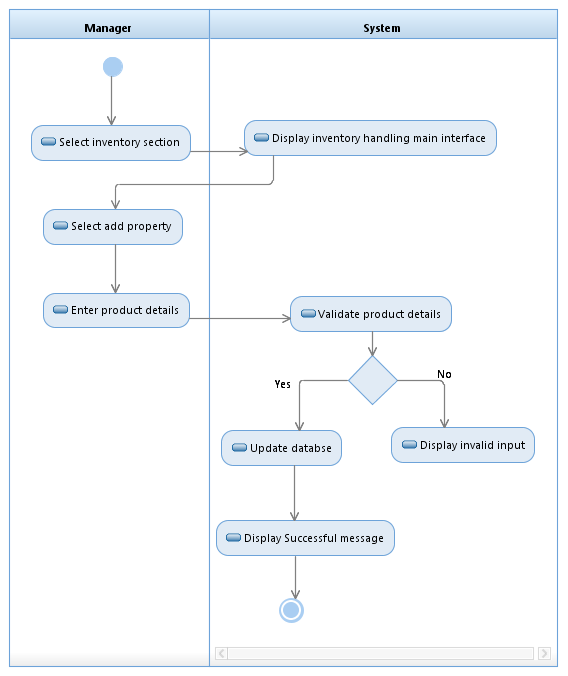 Manager
System
Select inventory section
Display inventory handling main interface
Select add property
Enter product details
Validate product details
Yes
No
Update databse
Display invalid input
Display Successful message